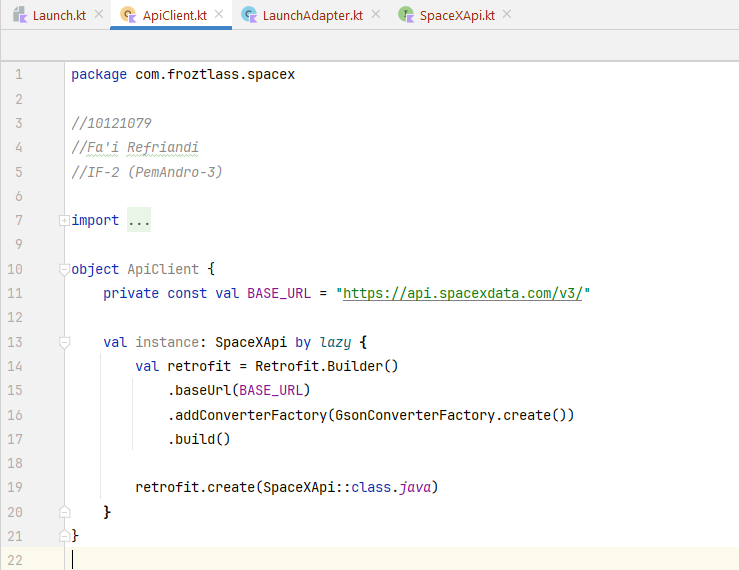 Launch.kt ApiClient.kt LaunchAdapter.kt SpaceXApi.kt
1 package com.froztlass.spacex
2
3 //10121079
4 //Fa'i Refriandi
5 //IF-2 (PemAndro-3)
6
7 import ...
9
10 object ApiClient {
11 private const val BASE_URL = "https://api.spacexdata.com/v3/"
12
13 val instance: SpaceXApi by lazy {
14 val retrofit = Retrofit.Builder()
15 .baseUrl(BASE_URL)
16 .addConverterFactory(GsonConverterFactory.create())
17 .build()
18
19 retrofit.create(SpaceXApi::class.java)
20 }
21 }
22